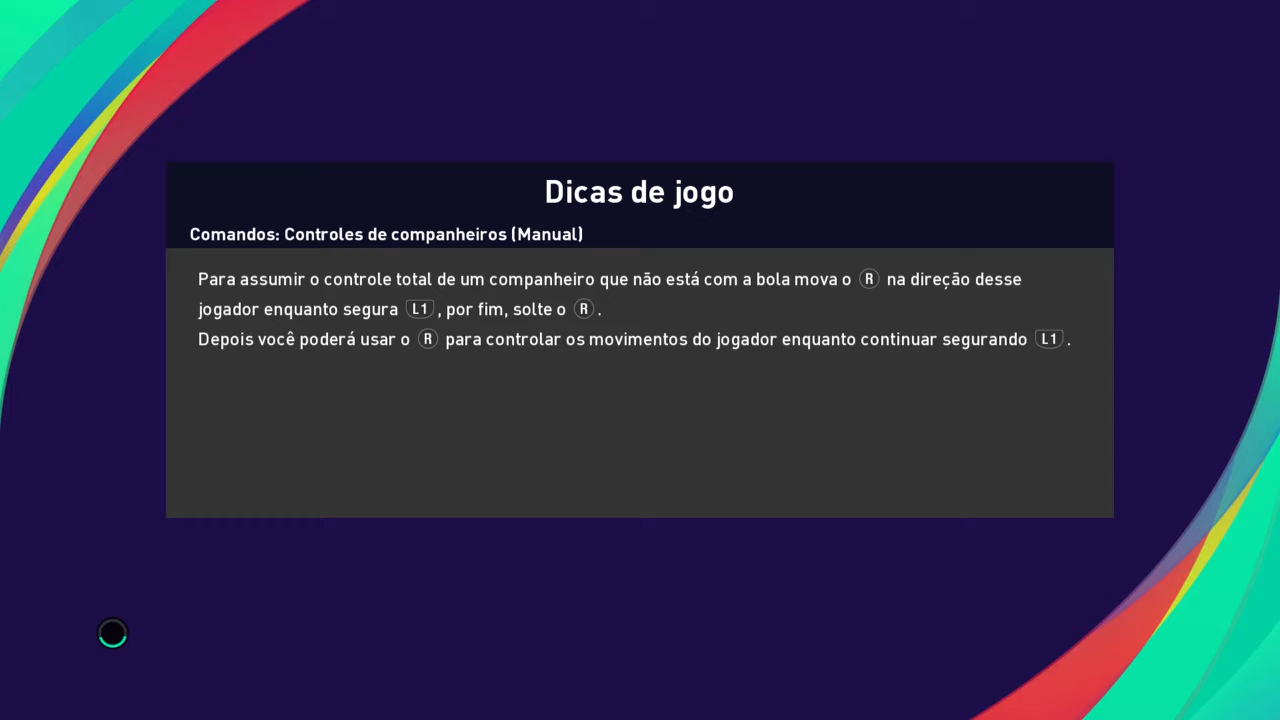 Dicas de jogo
Comandos: Controles de companheiros (Manual)
Para assumir o controle total de um companheiro que não está com a bola mova o R na direção desse
jogador enquanto segura L1, por fim, solte o R.
Depois você poderá usar o R para controlar os movimentos do jogador enquanto continuar segurando L1.